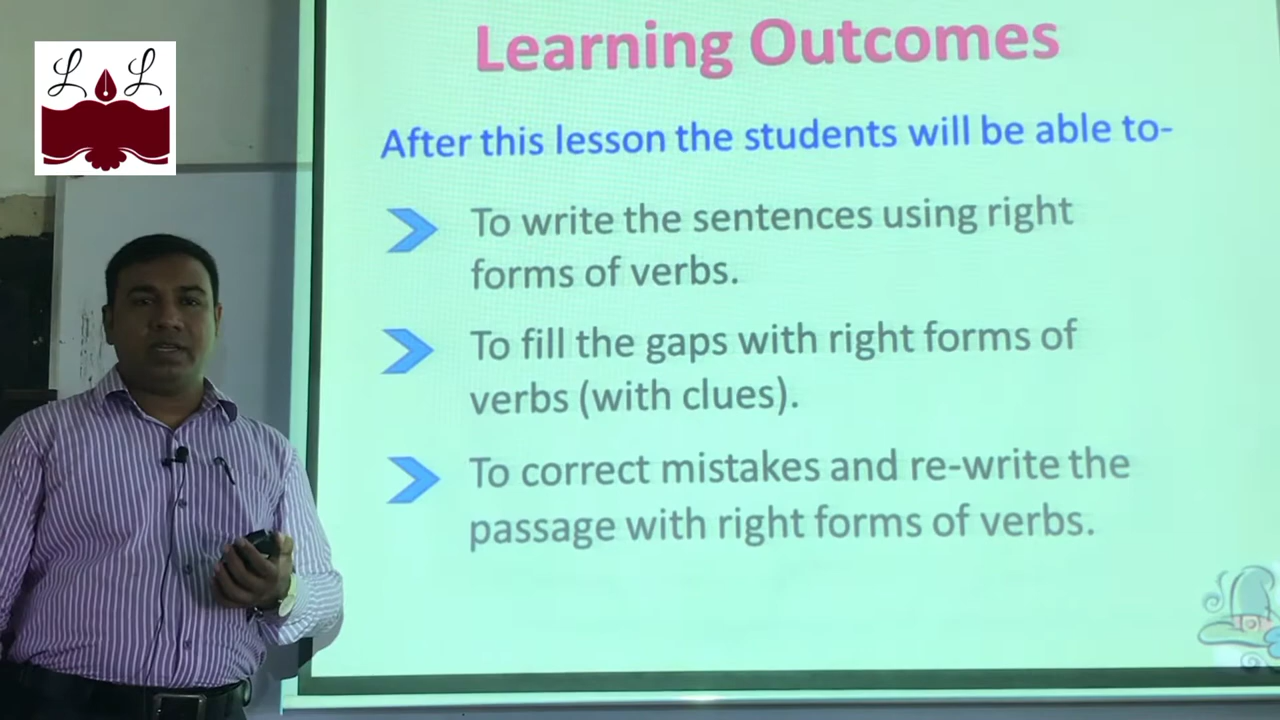 L L
Learning Outcomes
After this lesson the students will be able to-
To write the sentences using right
forms of verbs.
To fill the gaps with right forms of
verbs (with clues).
To correct mistakes and re-write the
passage with right forms of verbs.